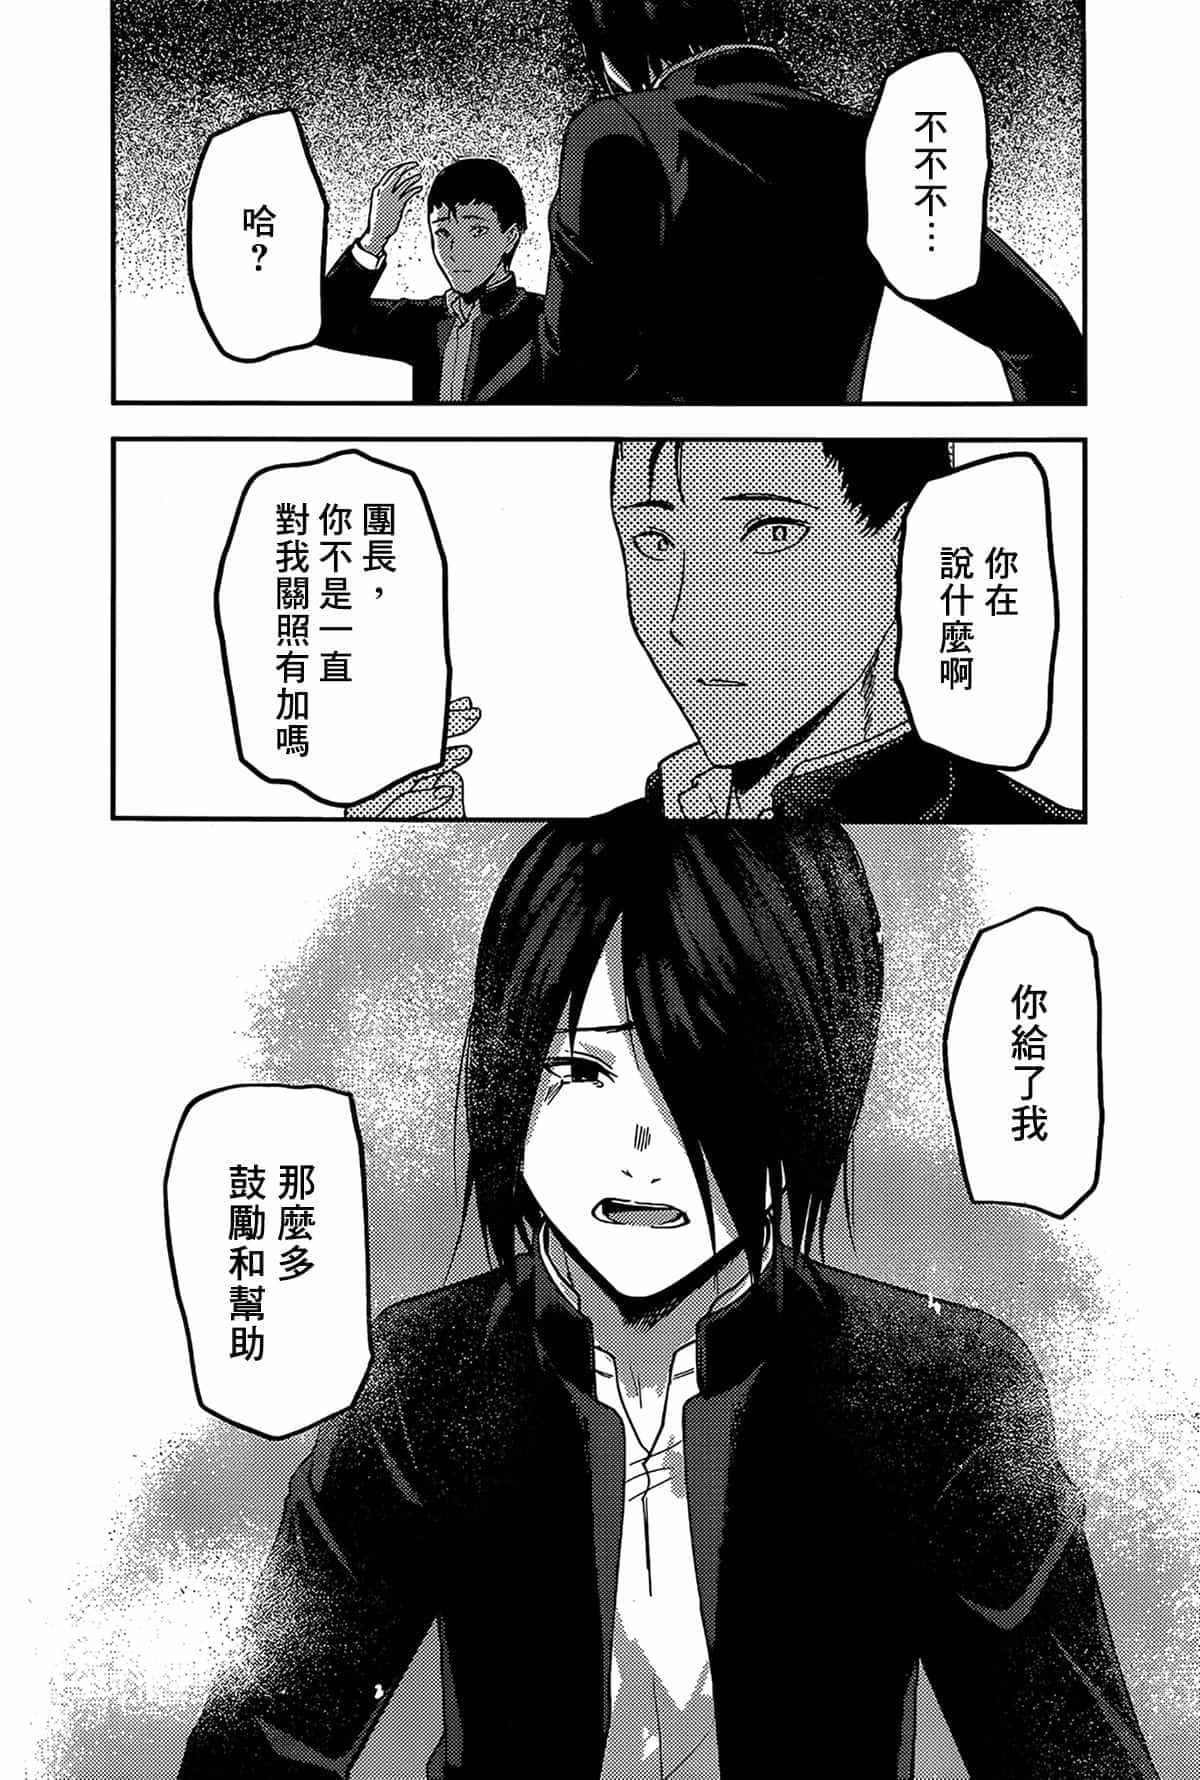 不不不…
哈？
你在
說什麼啊
團長，
你不是一直
對我關照有加嗎
你給了我
那麼多
鼓勵和幫助